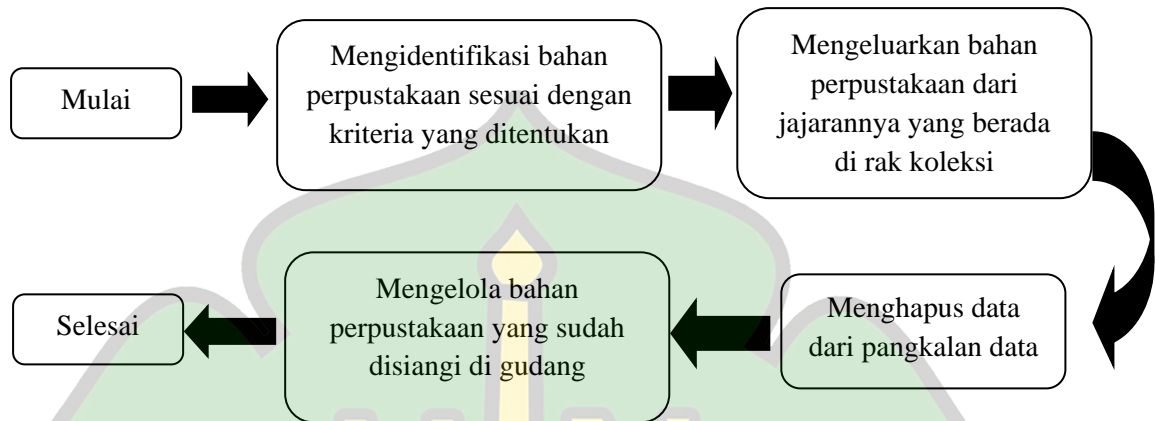 Mulai
Mengidentifikasi bahan
perpustakaan sesuai dengan
kriteria yang ditentukan
Mengeluarkan bahan
perpustakaan dari
jajarannya yang berada
di rak koleksi
Menghapus data
dari pangkalan data
Mengelola bahan
perpustakaan yang sudah
disiangi di gudang
Selesai